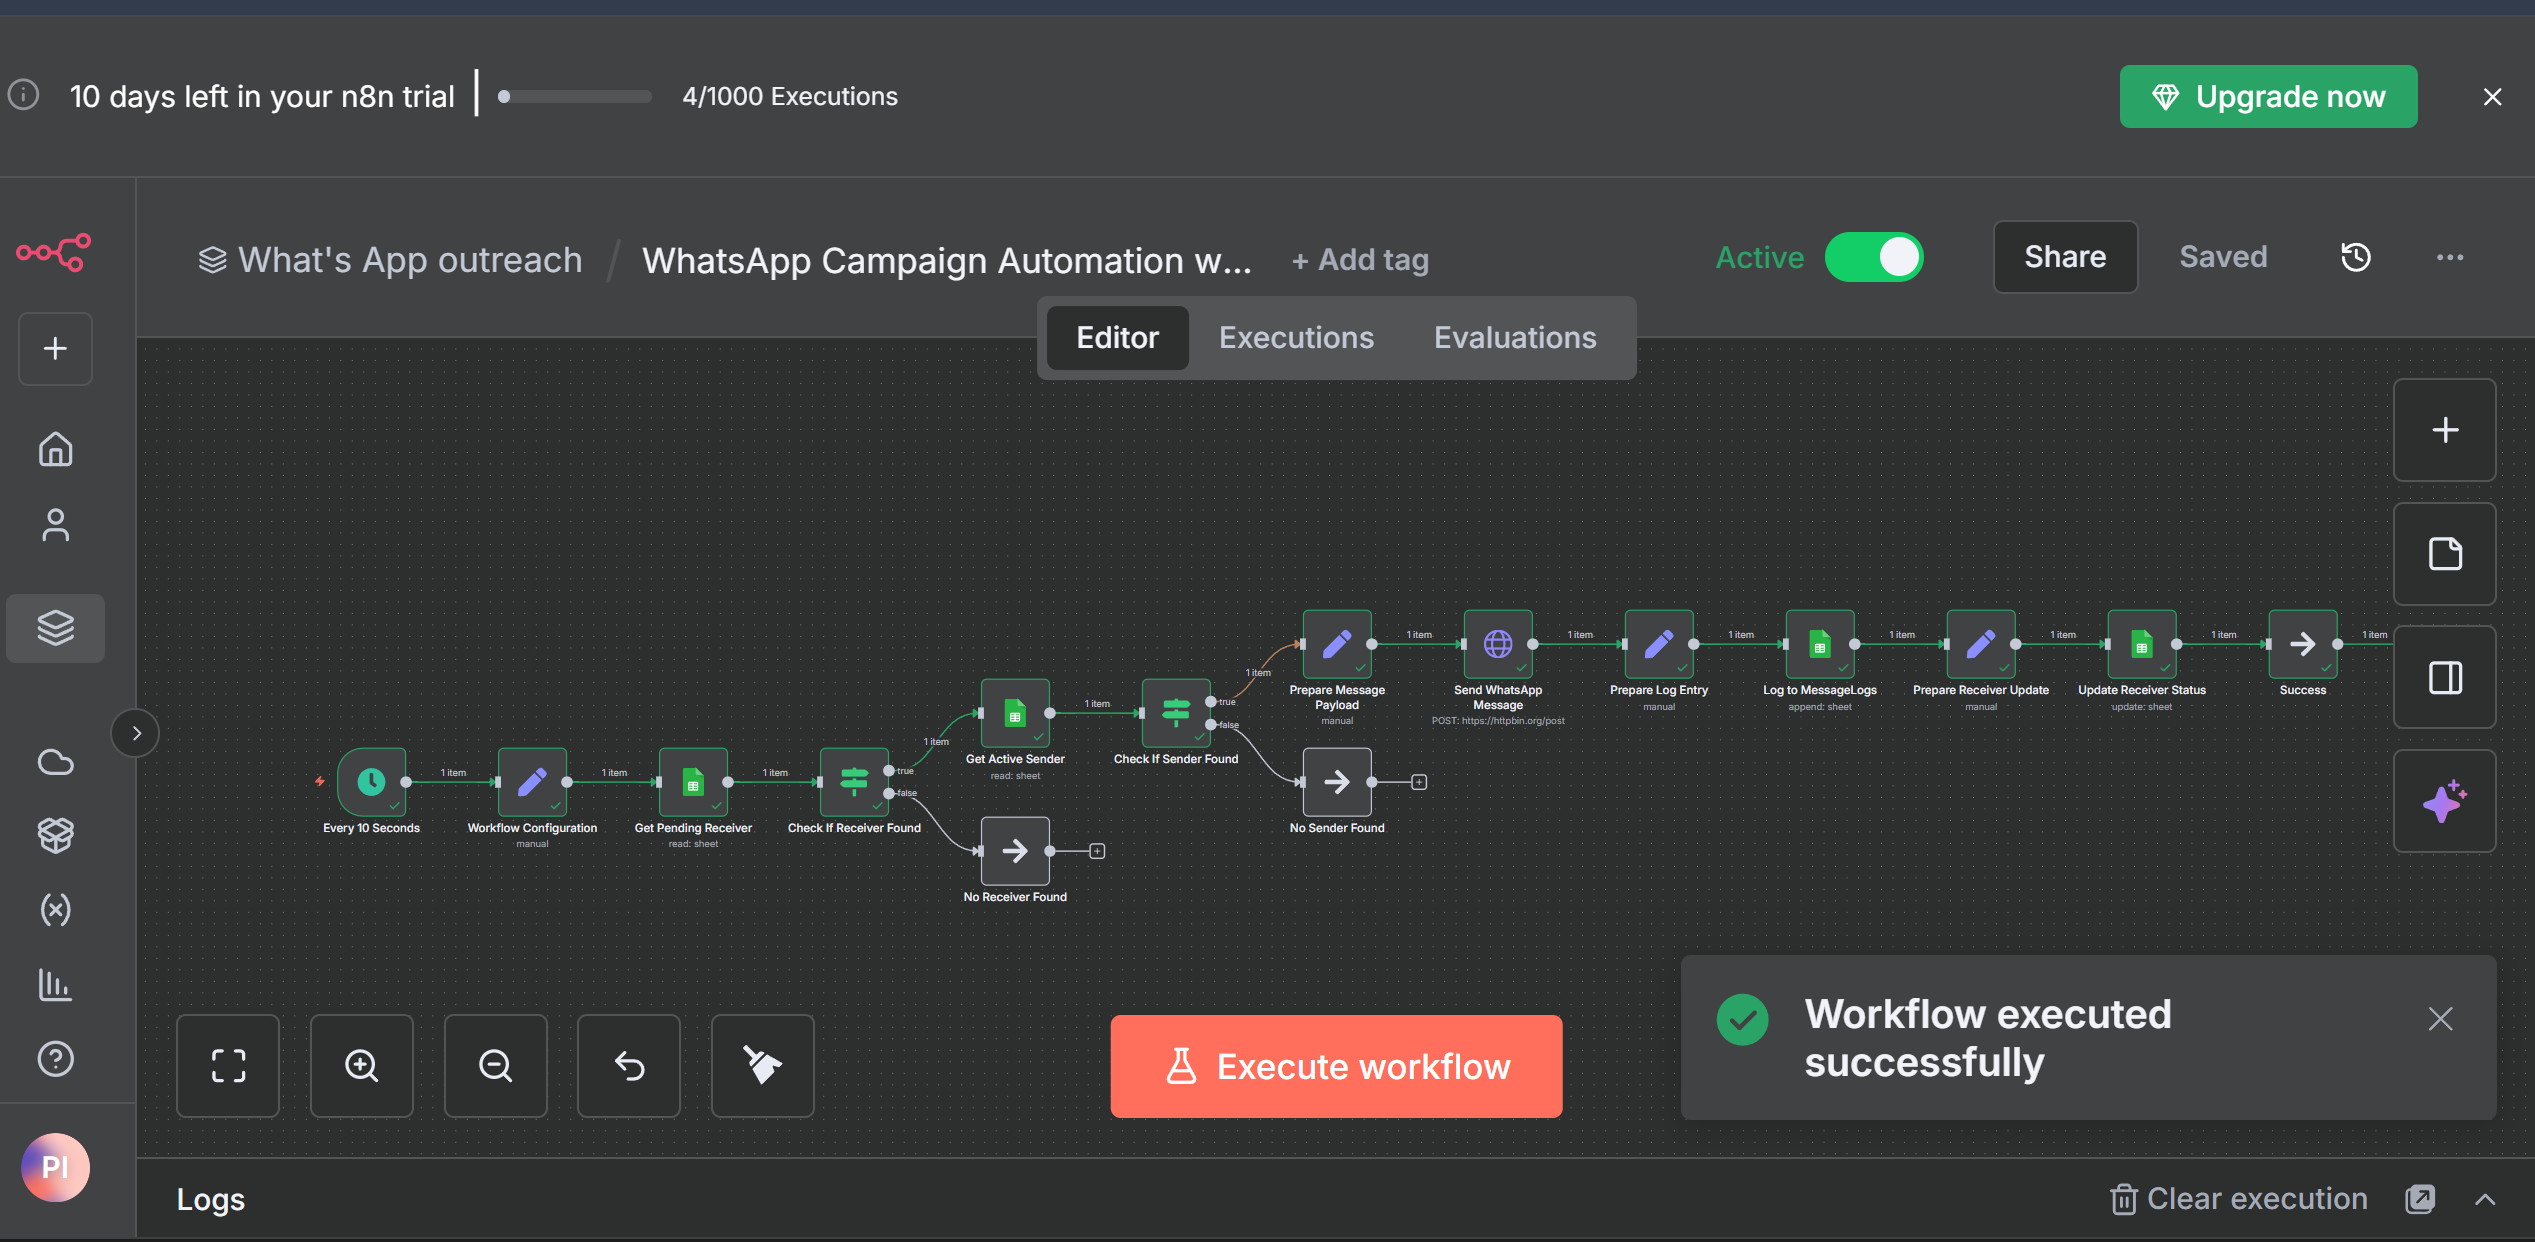 10 days left in your n8n trial
4/1000 Executions
Upgrade now
What's App outreach / WhatsApp Campaign Automation w...
+ Add tag
Active
Share
Saved
Editor
Executions
Evaluations
Every 10 Seconds
1 item
Workflow Configuration
manual
1 item
Get Pending Receiver
read: sheet
1 item
Check If Receiver Found
true
false
1 item
No Receiver Found
Get Active Sender
read: sheet
1 item
Check If Sender Found
true
false
1 item
No Sender Found
Prepare Message
Payload
manual
1 item
Send WhatsApp
Message
POST: https://httpbin.org/post
1 item
Prepare Log Entry
manual
1 item
Log to MessageLogs
append: sheet
1 item
Prepare Receiver Update
manual
1 item
Update Receiver Status
update: sheet
1 item
Success
1 item
Execute workflow
Workflow executed
successfully
PI
Logs
Clear execution